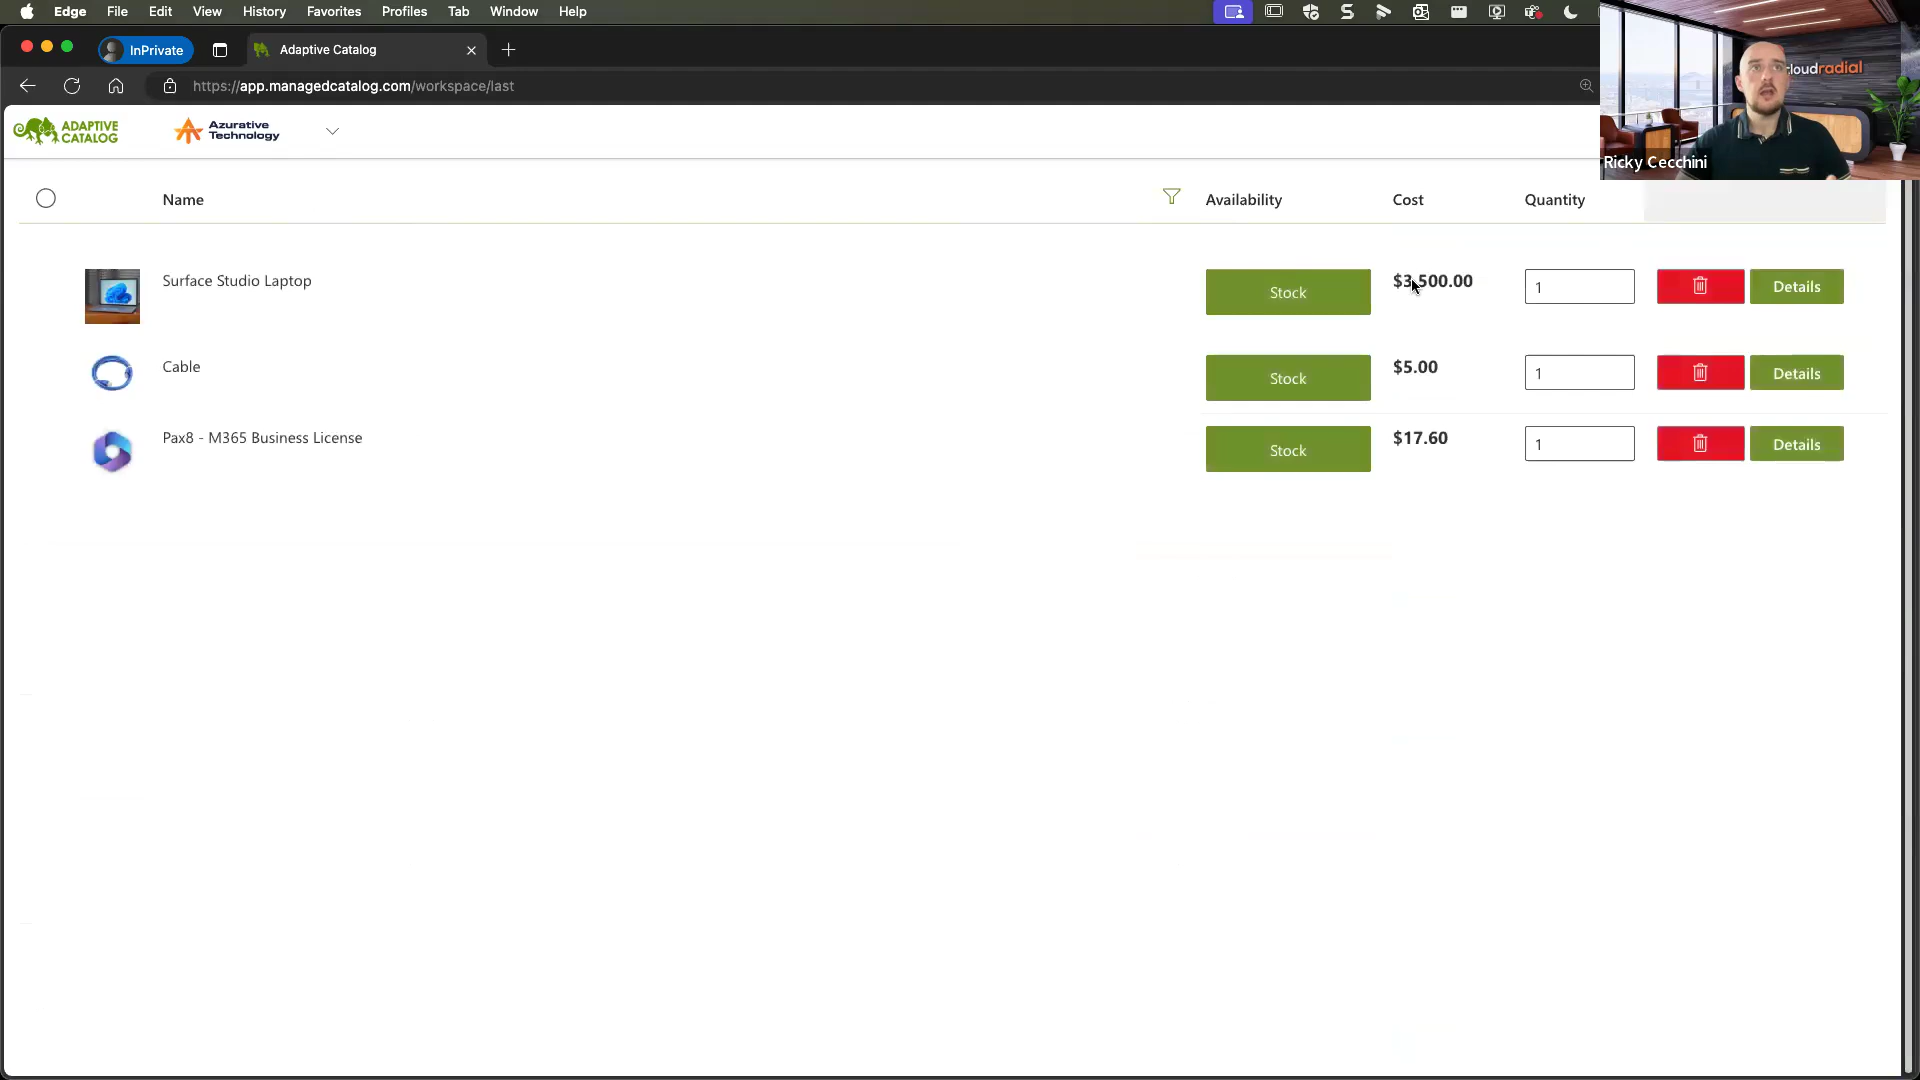 Edge File Edit View History Favorites Profiles Tab Window Help
InPrivate
Adaptive Catalog
https://app.managedcatalog.com/workspace/last
cloudradial
Ricky Cecchini
ADAPTIVE
CATALOG
Azurative
Technology
Name Availability Cost Quantity
Surface Studio Laptop Stock $3,500.00 1 Details
Cable Stock $5.00 1 Details
Pax8 - M365 Business License Stock $17.60 1 Details